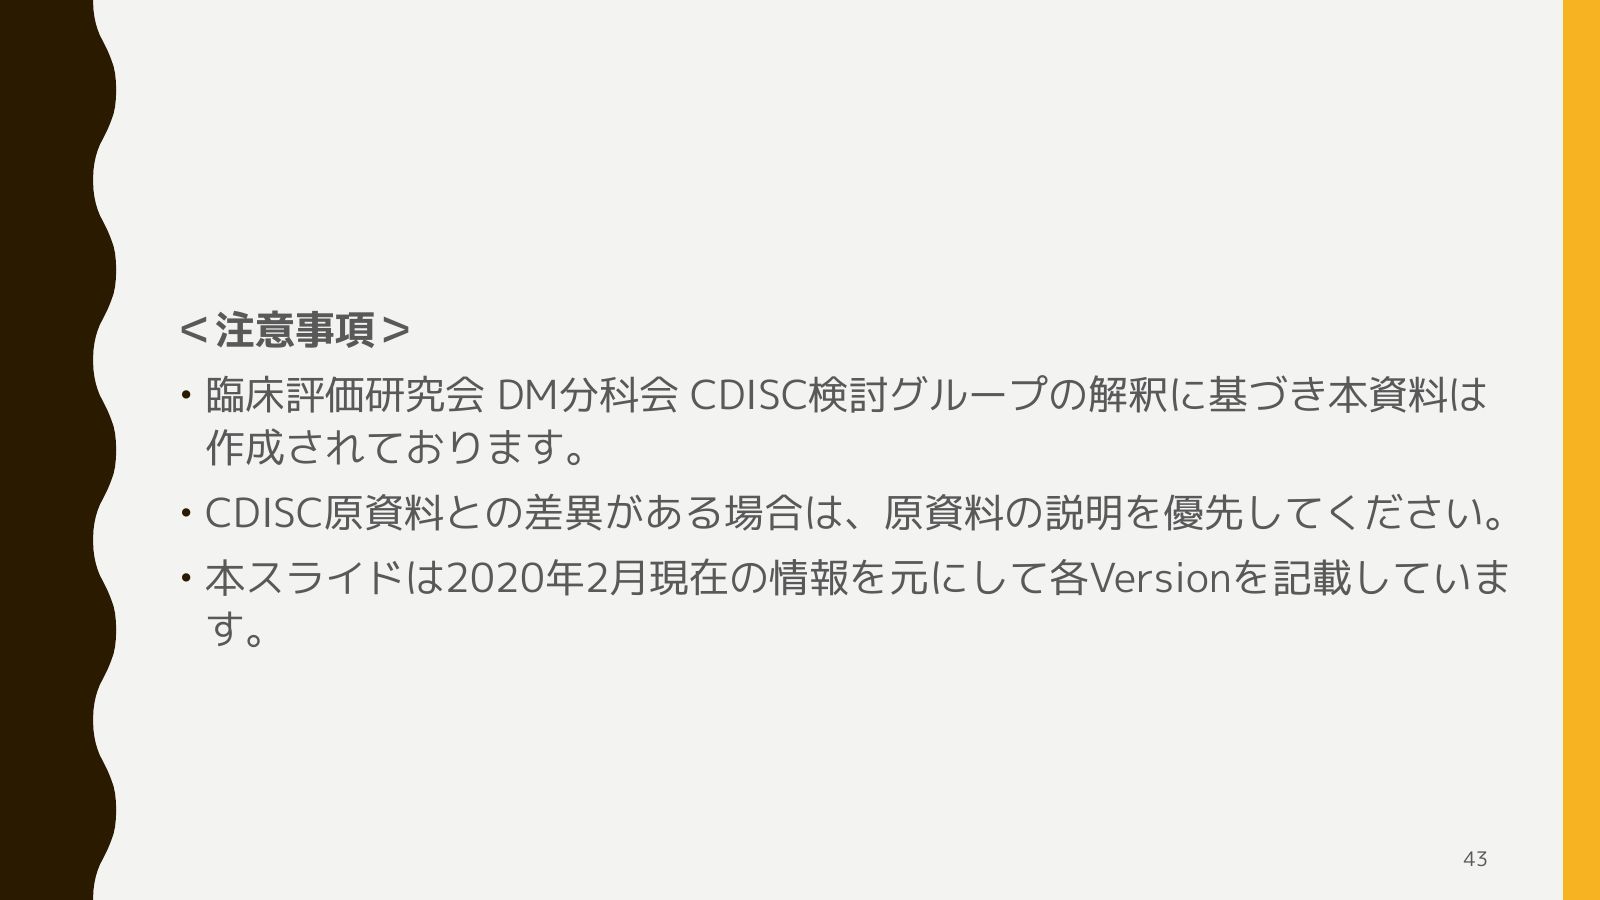 ＜注意事項＞
・臨床評価研究会 DM分科会 CDISC検討グループの解釈に基づき本資料は
作成されております。
・CDISC原資料との差異がある場合は、原資料の説明を優先してください。
・本スライドは2020年2月現在の情報を元にして各Versionを記載していま
す。
43